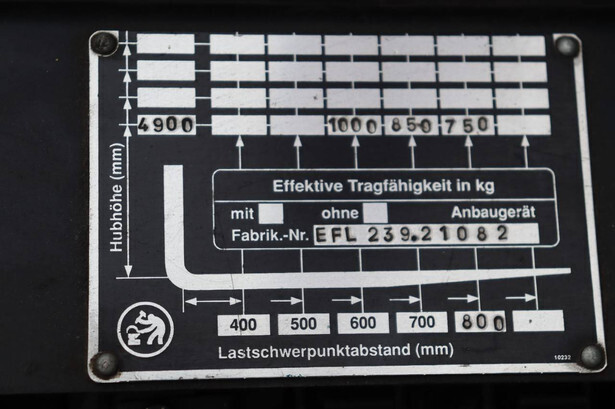 4900 1000 850 750
Hubhöhe (mm)
Effektive Tragfähigkeit in kg
mit ohne Anbaugerät
Fabrik.-Nr. EFL 239.21082
400 500 600 700 800
Lastschwerpunktabstand (mm)
10232